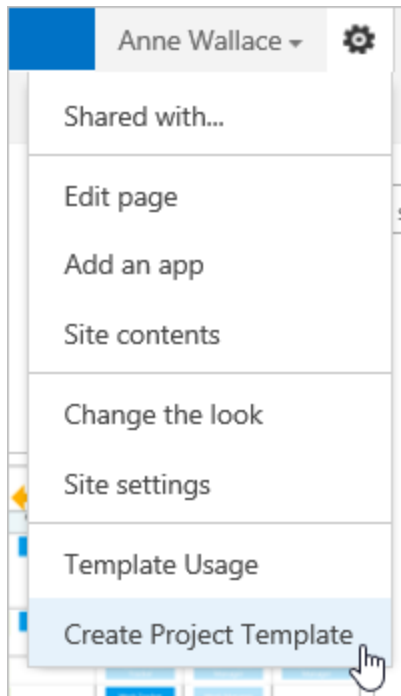 Anne Wallace
Shared with...
Edit page
Add an app
Site contents
Change the look
Site settings
Template Usage
Create Project Template